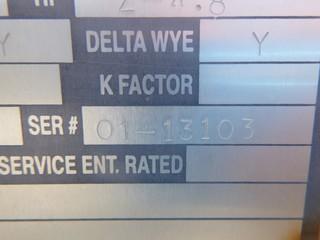 Y DELTA WYE Y
K FACTOR
SER # 01-13103
SERVICE ENT. RATED